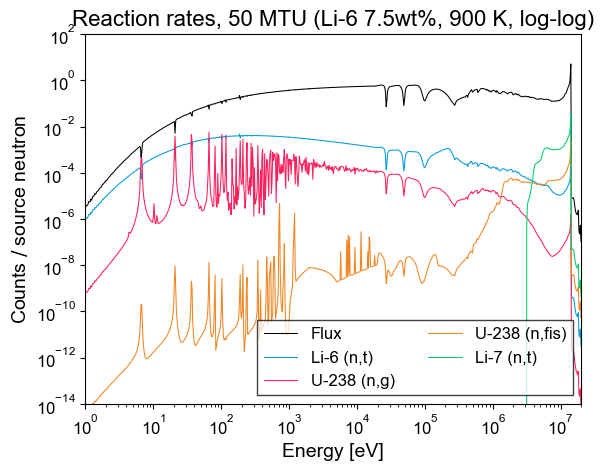 Reaction rates, 50 MTU (Li-6 7.5wt%, 900 K, log-log)
Counts / source neutron
10²
10⁰
10⁻²
10⁻⁴
10⁻⁶
10⁻⁸
10⁻¹⁰
10⁻¹²
10⁻¹⁴
Flux
Li-6 (n,t)
U-238 (n,g)
U-238 (n,fis)
Li-7 (n,t)
10⁰ 10¹ 10² 10³ 10⁴ 10⁵ 10⁶ 10⁷
Energy [eV]